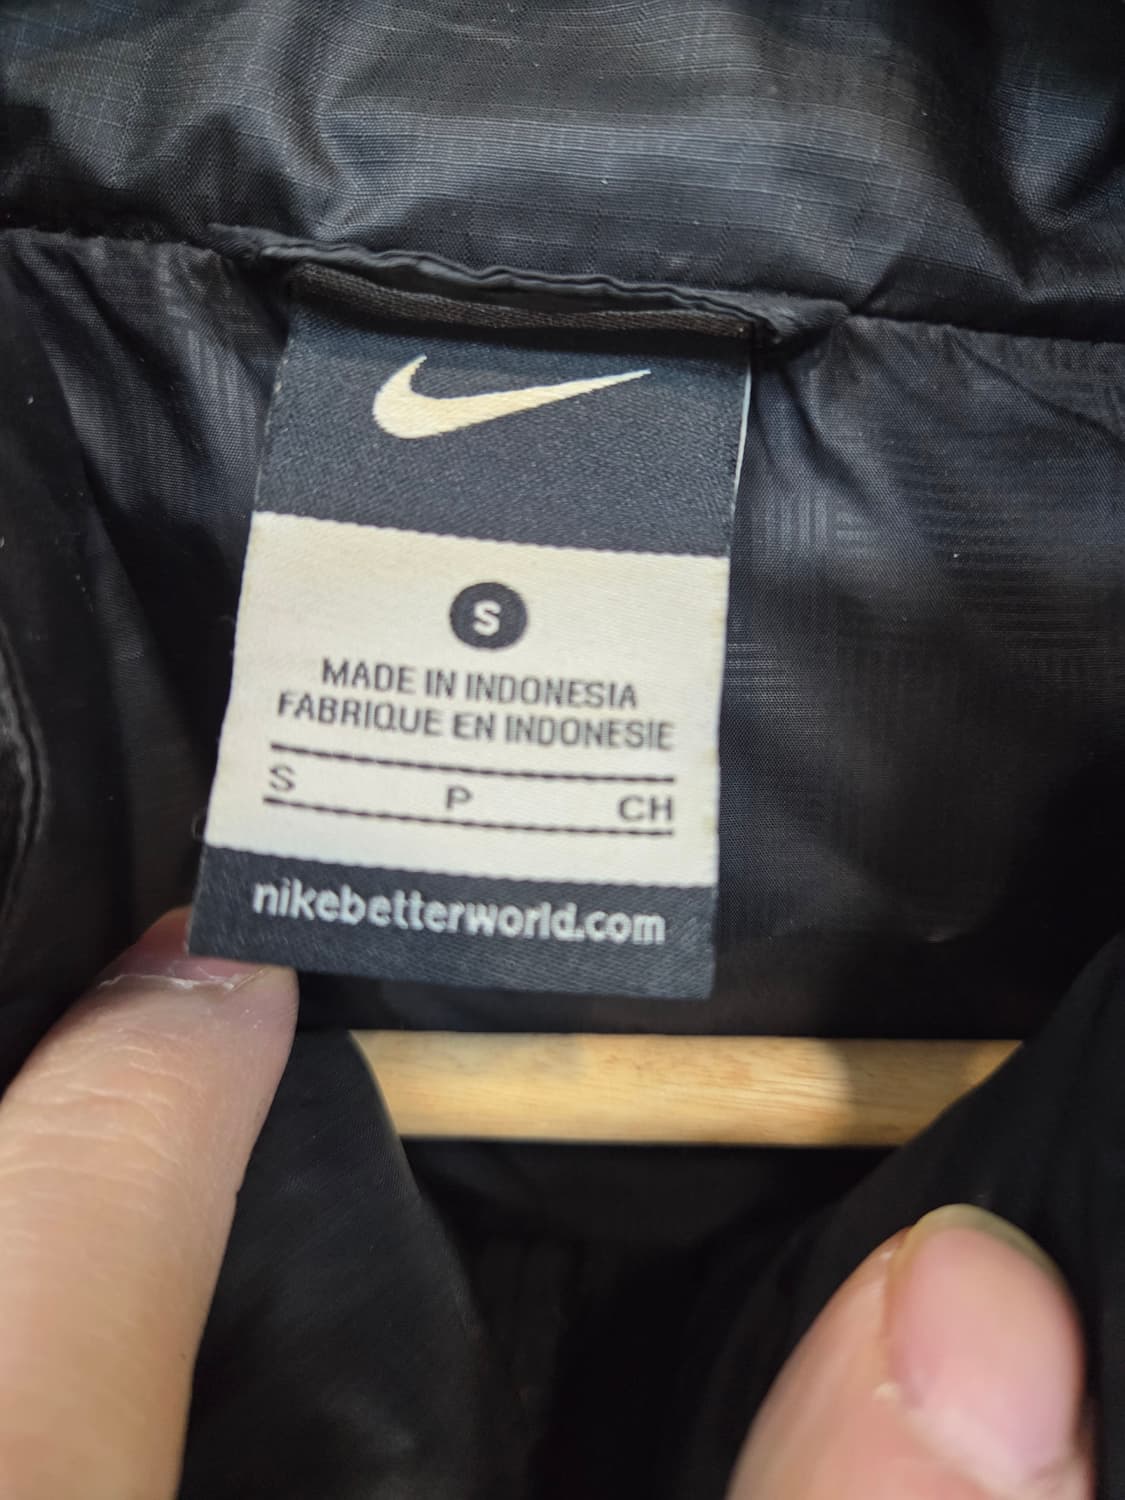 S
MADE IN INDONESIA
FABRIQUE EN INDONESIE
S P CH
nikebetterworld.com